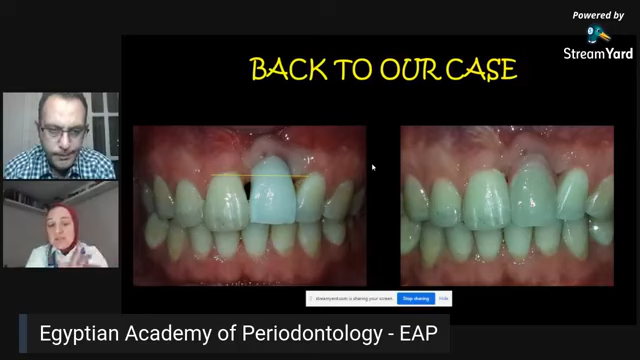 Powered by
StreamYard
BACK TO OUR CASE
streamyard.com is sharing your screen.
Stop sharing
Hide
Egyptian Academy of Periodontology - EAP